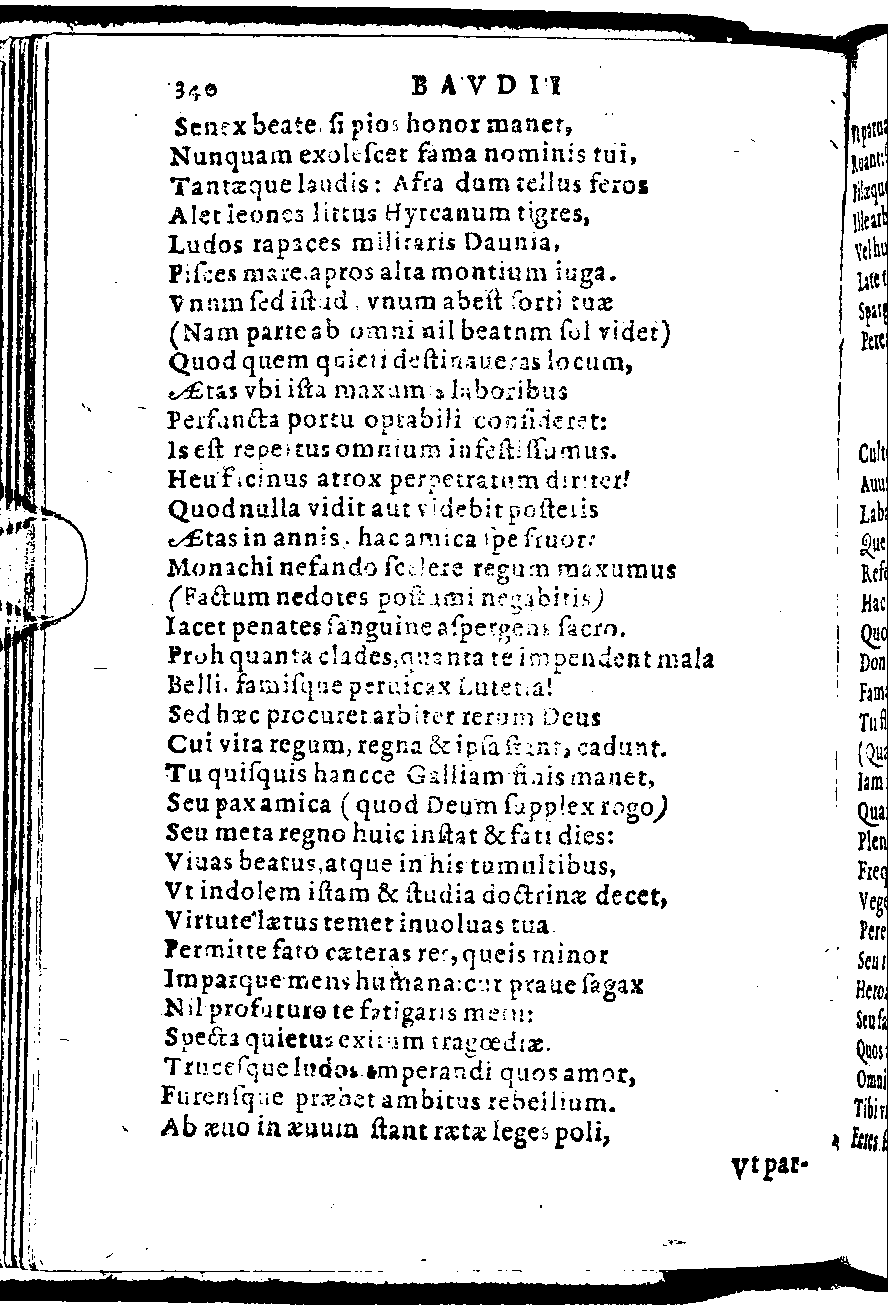 340 BAVDII
Senex beate, si pios honor manet,
Nunquam exolescet fama nominis tui,
Tantæque laudis: Afra dum tellus feros
Alet leones littus Hyrcanum tigres,
Ludos rapaces militaris Daunia,
Pisces mare, apros alta montium iuga.
Vnum sed istud, vnum abest sorti tuæ
(Nam parte ab omni nil beatum sol videt)
Quod quem quieti destinaueras locum,
Ætas vbi ista maxuma laboribus
Perfuncta portu optabili consideret:
Is est repertus omnium infestissumus.
Heu facinus atrox perpetratum diriter!
Quod nulla vidit aut videbit posteris
Ætas in annis, hac amica spe fruor:
Monachi nefando scelere regum maxumus
(Factum nedotes postumi negabitis)
Iacet penates sanguine aspergens sacro.
Proh quanta clades, quanta te impendent mala
Belli, famisque peruicax Lutetia!
Sed hæc procuret arbiter rerum Deus
Cui vita regum, regna & ipsa stant, cadunt.
Tu quisquis hancce Galliam finis manet,
Seu pax amica (quod Deum supplex rogo)
Seu meta regno huic instat & fati dies:
Viuas beatus, atque in his tumultibus,
Vt indolem istam & studia doctrinæ decet,
Virtute lætus temet inuoluas tua.
Permitte fato cæteras res, queis minor
Imparque mens humana: cur praue sagax
Nil profuturo te fatigaris metu:
Specta quietus exitum tragœdiæ.
Trucesque ludos imperandi quos amor,
Furensque præbet ambitus rebellium.
Ab æuo in æuum stant rætæ leges poli,
Vt par-